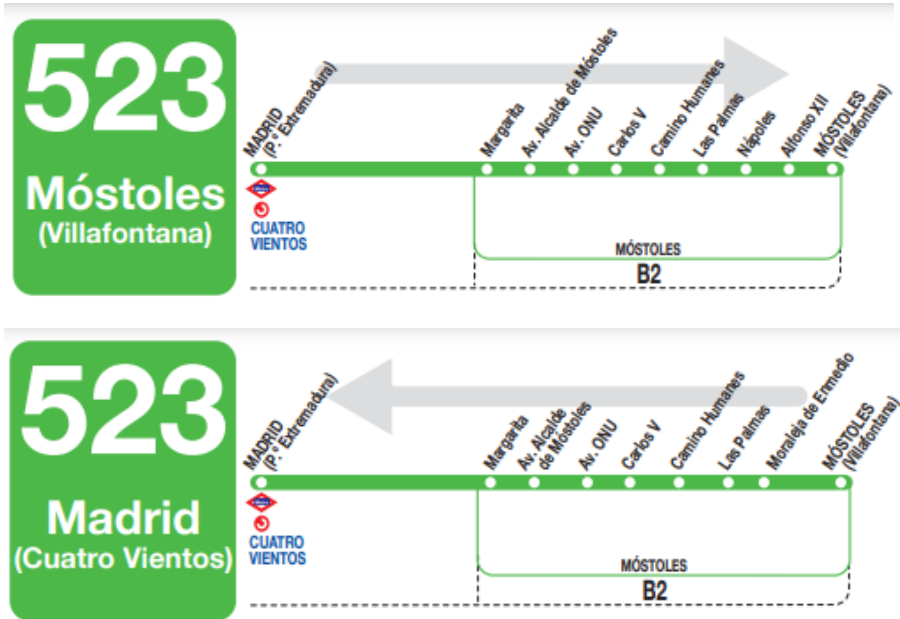 523
Móstoles
(Villafontana)
MADRID
(P.º Extremadura)
Margarita
Av. Alcalde de Móstoles
Av. ONU
Carlos V
Camino Humanes
Las Palmas
Nápoles
Alfonso XII
MÓSTOLES
(Villafontana)
CUATRO
VIENTOS
MÓSTOLES
B2
523
Madrid
(Cuatro Vientos)
MADRID
(P.º Extremadura)
Margarita
Av. Alcalde
de Móstoles
Av. ONU
Carlos V
Camino Humanes
Las Palmas
Moraleja de Enmedio
MÓSTOLES
(Villafontana)
CUATRO
VIENTOS
MÓSTOLES
B2